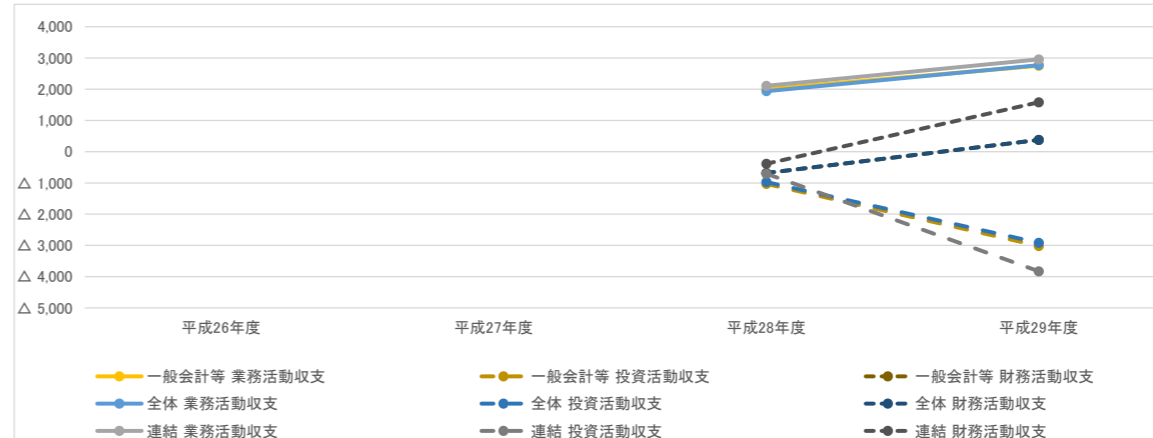 4,000
3,000
2,000
1,000
0
△ 1,000
△ 2,000
△ 3,000
△ 4,000
△ 5,000
平成26年度 平成27年度 平成28年度 平成29年度
一般会計等 業務活動収支 一般会計等 投資活動収支 一般会計等 財務活動収支
全体 業務活動収支 全体 投資活動収支 全体 財務活動収支
連結 業務活動収支 連結 投資活動収支 連結 財務活動収支